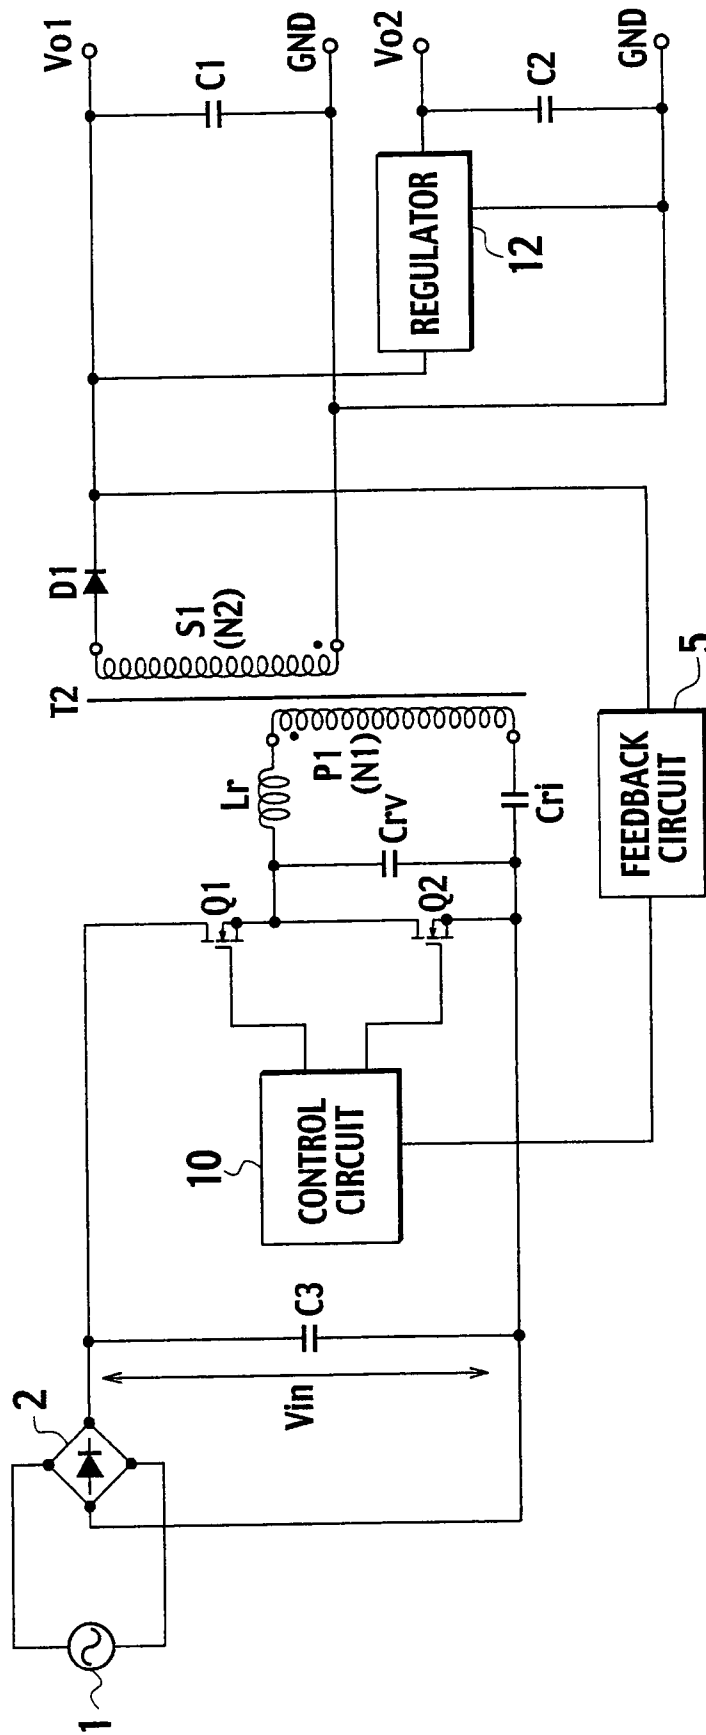 1
2
Vin
C3
10
CONTROL
CIRCUIT
Q1
Q2
Lr
Crv
Cri
P1
(N1)
T2
S1
(N2)
D1
FEEDBACK
CIRCUIT
5
REGULATOR
12
C1
C2
Vo1
GND
Vo2
GND